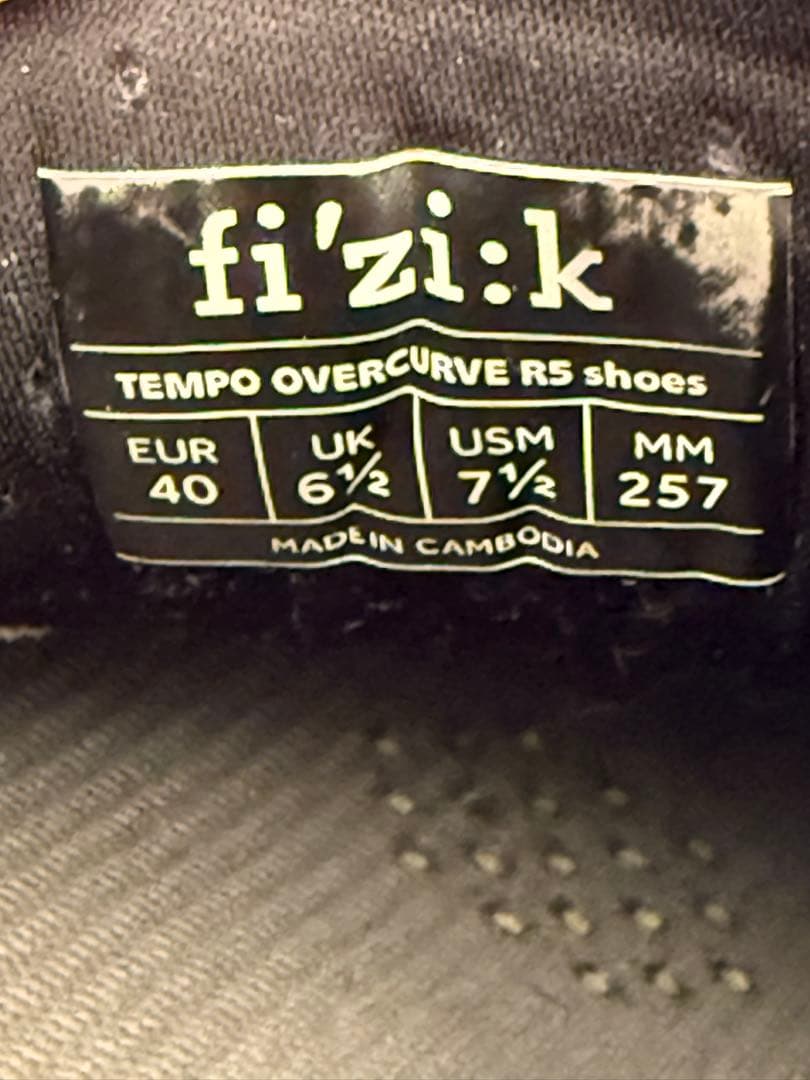 fi'zi:k
TEMPO OVERCURVE R5 shoes
EUR UK USM MM
40 6½ 7½ 257
MADE IN CAMBODIA